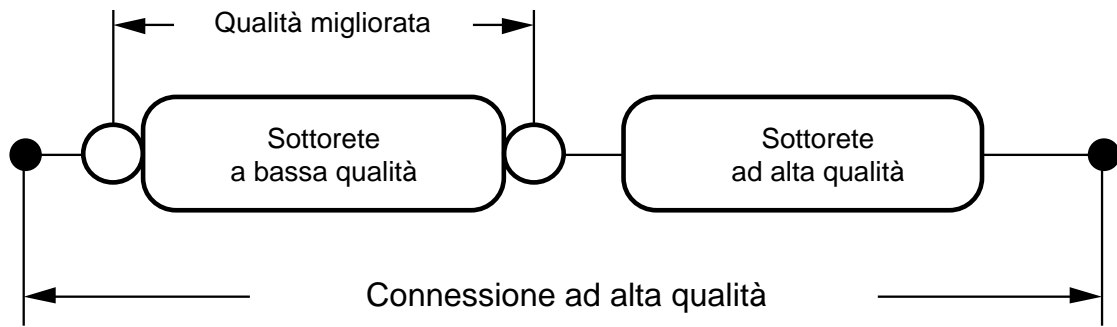 Qualità migliorata
Sottorete
a bassa qualità
Sottorete
ad alta qualità
Connessione ad alta qualità